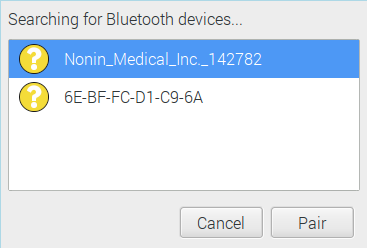 Searching for Bluetooth devices...
Nonin_Medical_Inc._142782
6E-BF-FC-D1-C9-6A
Cancel
Pair